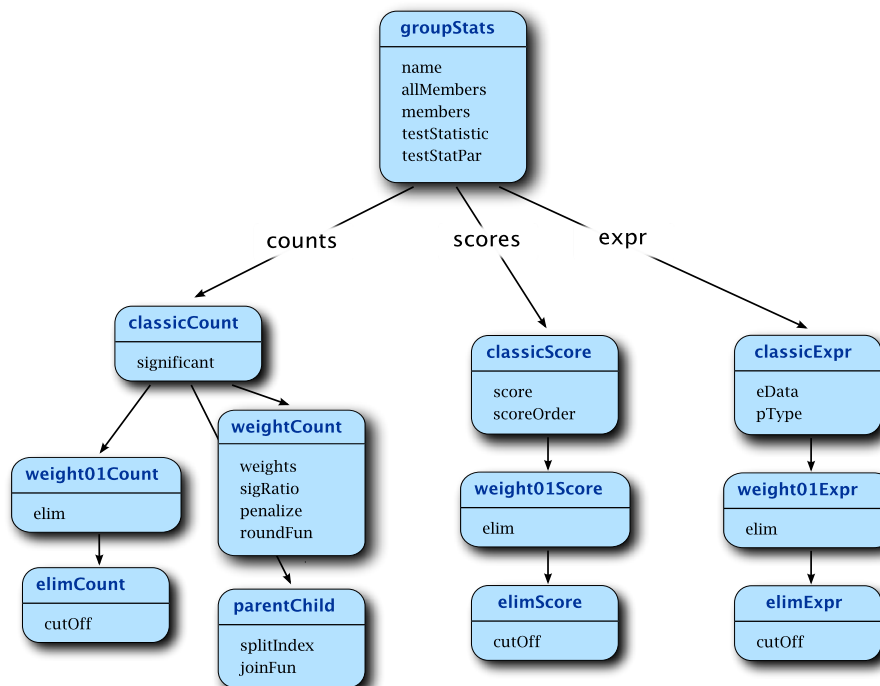 groupStats
name
allMembers
members
testStatistic
testStatPar
counts
scores
expr
classicCount
significant
classicScore
score
scoreOrder
classicExpr
eData
pType
weightCount
weights
sigRatio
penalize
roundFun
weight01Count
elim
weight01Score
elim
weight01Expr
elim
elimCount
cutOff
parentChild
splitIndex
joinFun
elimScore
cutOff
elimExpr
cutOff